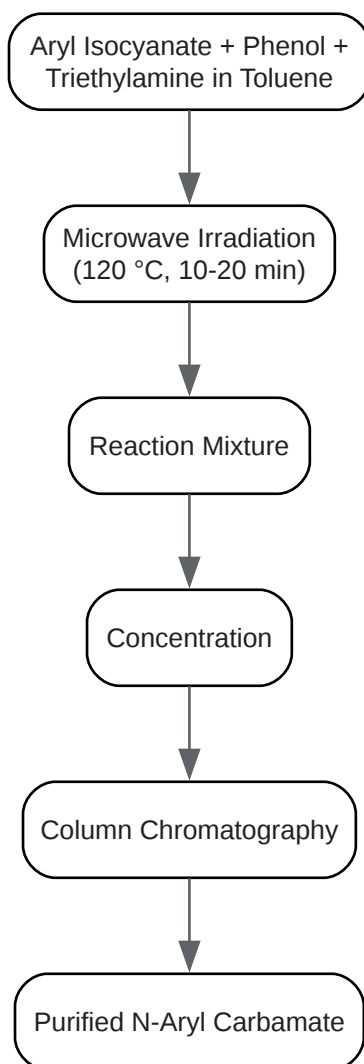 Aryl Isocyanate + Phenol +
Triethylamine in Toluene
Microwave Irradiation
(120 °C, 10-20 min)
Reaction Mixture
Concentration
Column Chromatography
Purified N-Aryl Carbamate